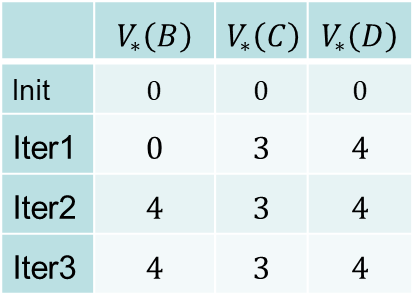 V*(B) V*(C) V*(D)
Init 0 0 0
Iter1 0 3 4
Iter2 4 3 4
Iter3 4 3 4